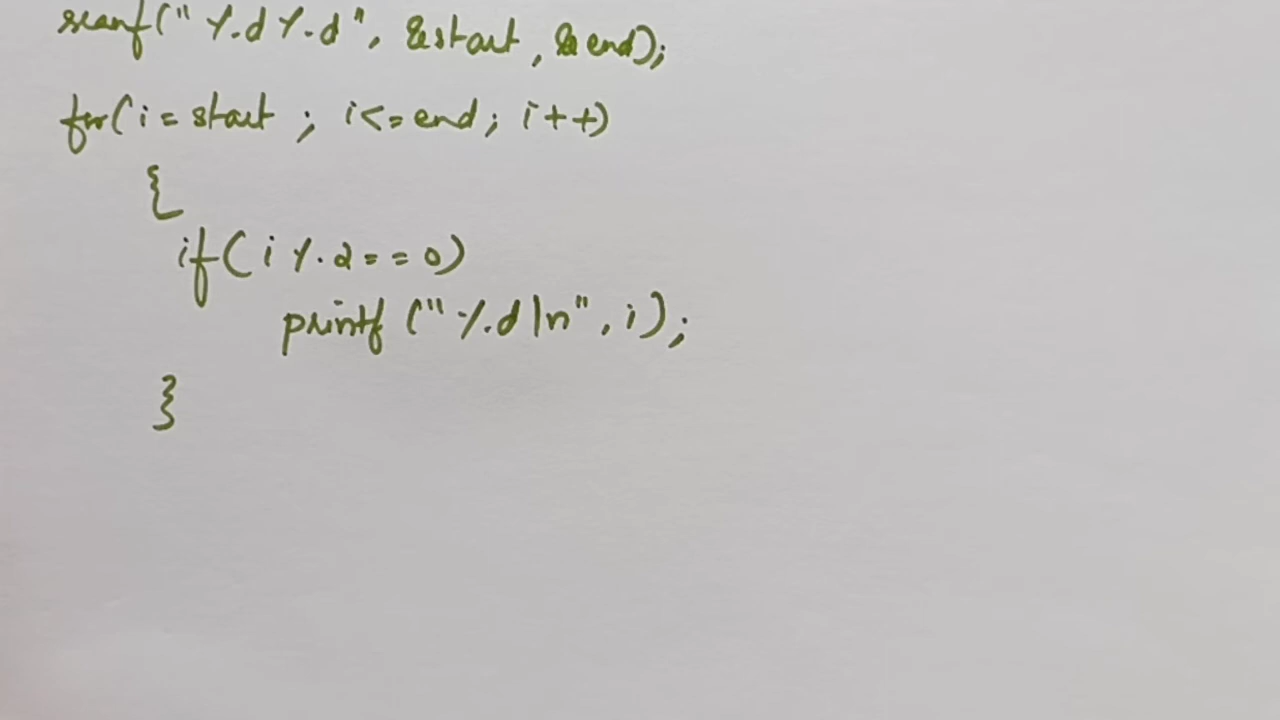 scanf("%d%d", &start, &end);
for(i=start ; i<=end; i++)
{
if(i%2==0)
printf("%d\n", i);
}